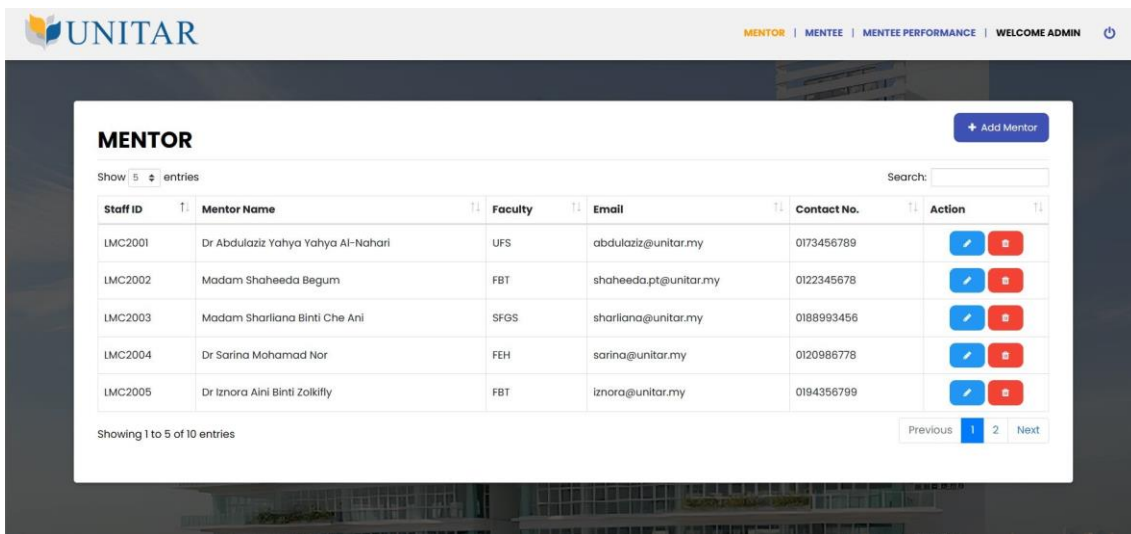 UNITAR
MENTOR | MENTEE | MENTEE PERFORMANCE | WELCOME ADMIN
MENTOR
+ Add Mentor
Show 5 entries
Search:
Staff ID Mentor Name Faculty Email Contact No. Action
LMC2001 Dr Abdulaziz Yahya Yahya Al-Nahari UFS abdulaziz@unitar.my 0173456789
LMC2002 Madam Shaheeda Begum FBT shaheeda.pt@unitar.my 0122345678
LMC2003 Madam Sharliana Binti Che Ani SFGS sharliana@unitar.my 0188993456
LMC2004 Dr Sarina Mohamad Nor FEH sarina@unitar.my 0120986778
LMC2005 Dr Iznora Aini Binti Zolkifly FBT iznora@unitar.my 0194356799
Showing 1 to 5 of 10 entries
Previous 1 2 Next